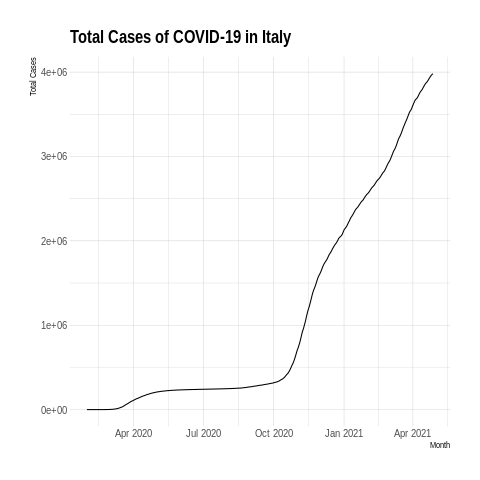 Total Cases of COVID-19 in Italy
Total Cases
4e+06
3e+06
2e+06
1e+06
0e+00
Apr 2020 Jul 2020 Oct 2020 Jan 2021 Apr 2021
Month